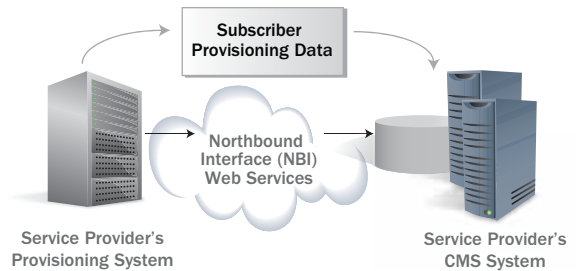 Subscriber
Provisioning Data
Northbound
Interface (NBI)
Web Services
Service Provider's
Provisioning System
Service Provider's
CMS System